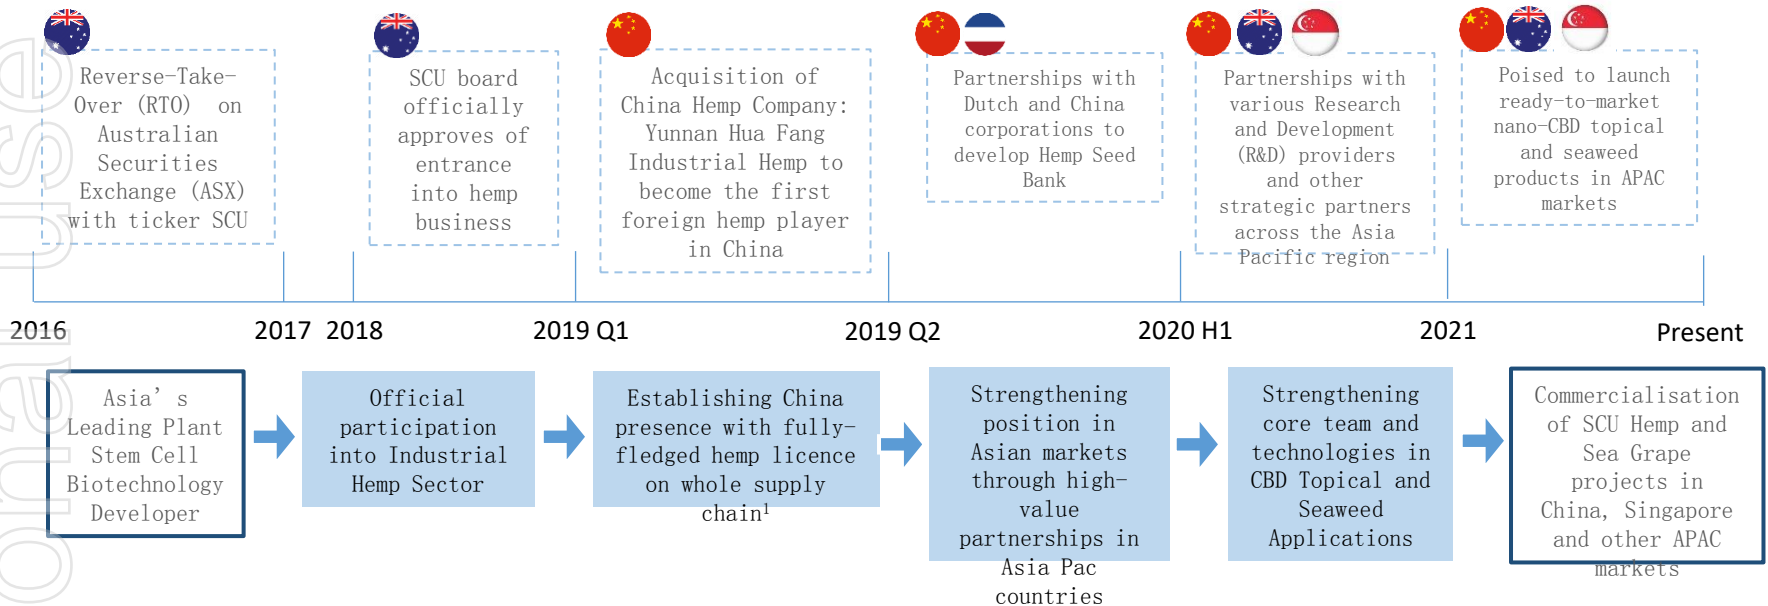 Reverse-Take-
Over (RTO) on
Australian
Securities
Exchange (ASX)
with ticker SCU
SCU board
officially
approves of
entrance
into hemp
business
Acquisition of
China Hemp Company:
Yunnan Hua Fang
Industrial Hemp to
become the first
foreign hemp player
in China
Partnerships with
Dutch and China
corporations to
develop Hemp Seed
Bank
Partnerships with
various Research
and Development
(R&D) providers
and other
strategic partners
across the Asia
Pacific region
Poised to launch
ready-to-market
nano-CBD topical
and seaweed
products in APAC
markets
2016
2017
2018
2019 Q1
2019 Q2
2020 H1
2021
Present
Asia's
Leading Plant
Stem Cell
Biotechnology
Developer
Official
participation
into Industrial
Hemp Sector
Establishing China
presence with fully-
fledged hemp licence
on whole supply
chain¹
Strengthening
position in
Asian markets
through high-
value
partnerships in
Asia Pac
countries
Strengthening
core team and
technologies in
CBD Topical and
Seaweed
Applications
Commercialisation
of SCU Hemp and
Sea Grape
projects in
China, Singapore
and other APAC
markets
onal use